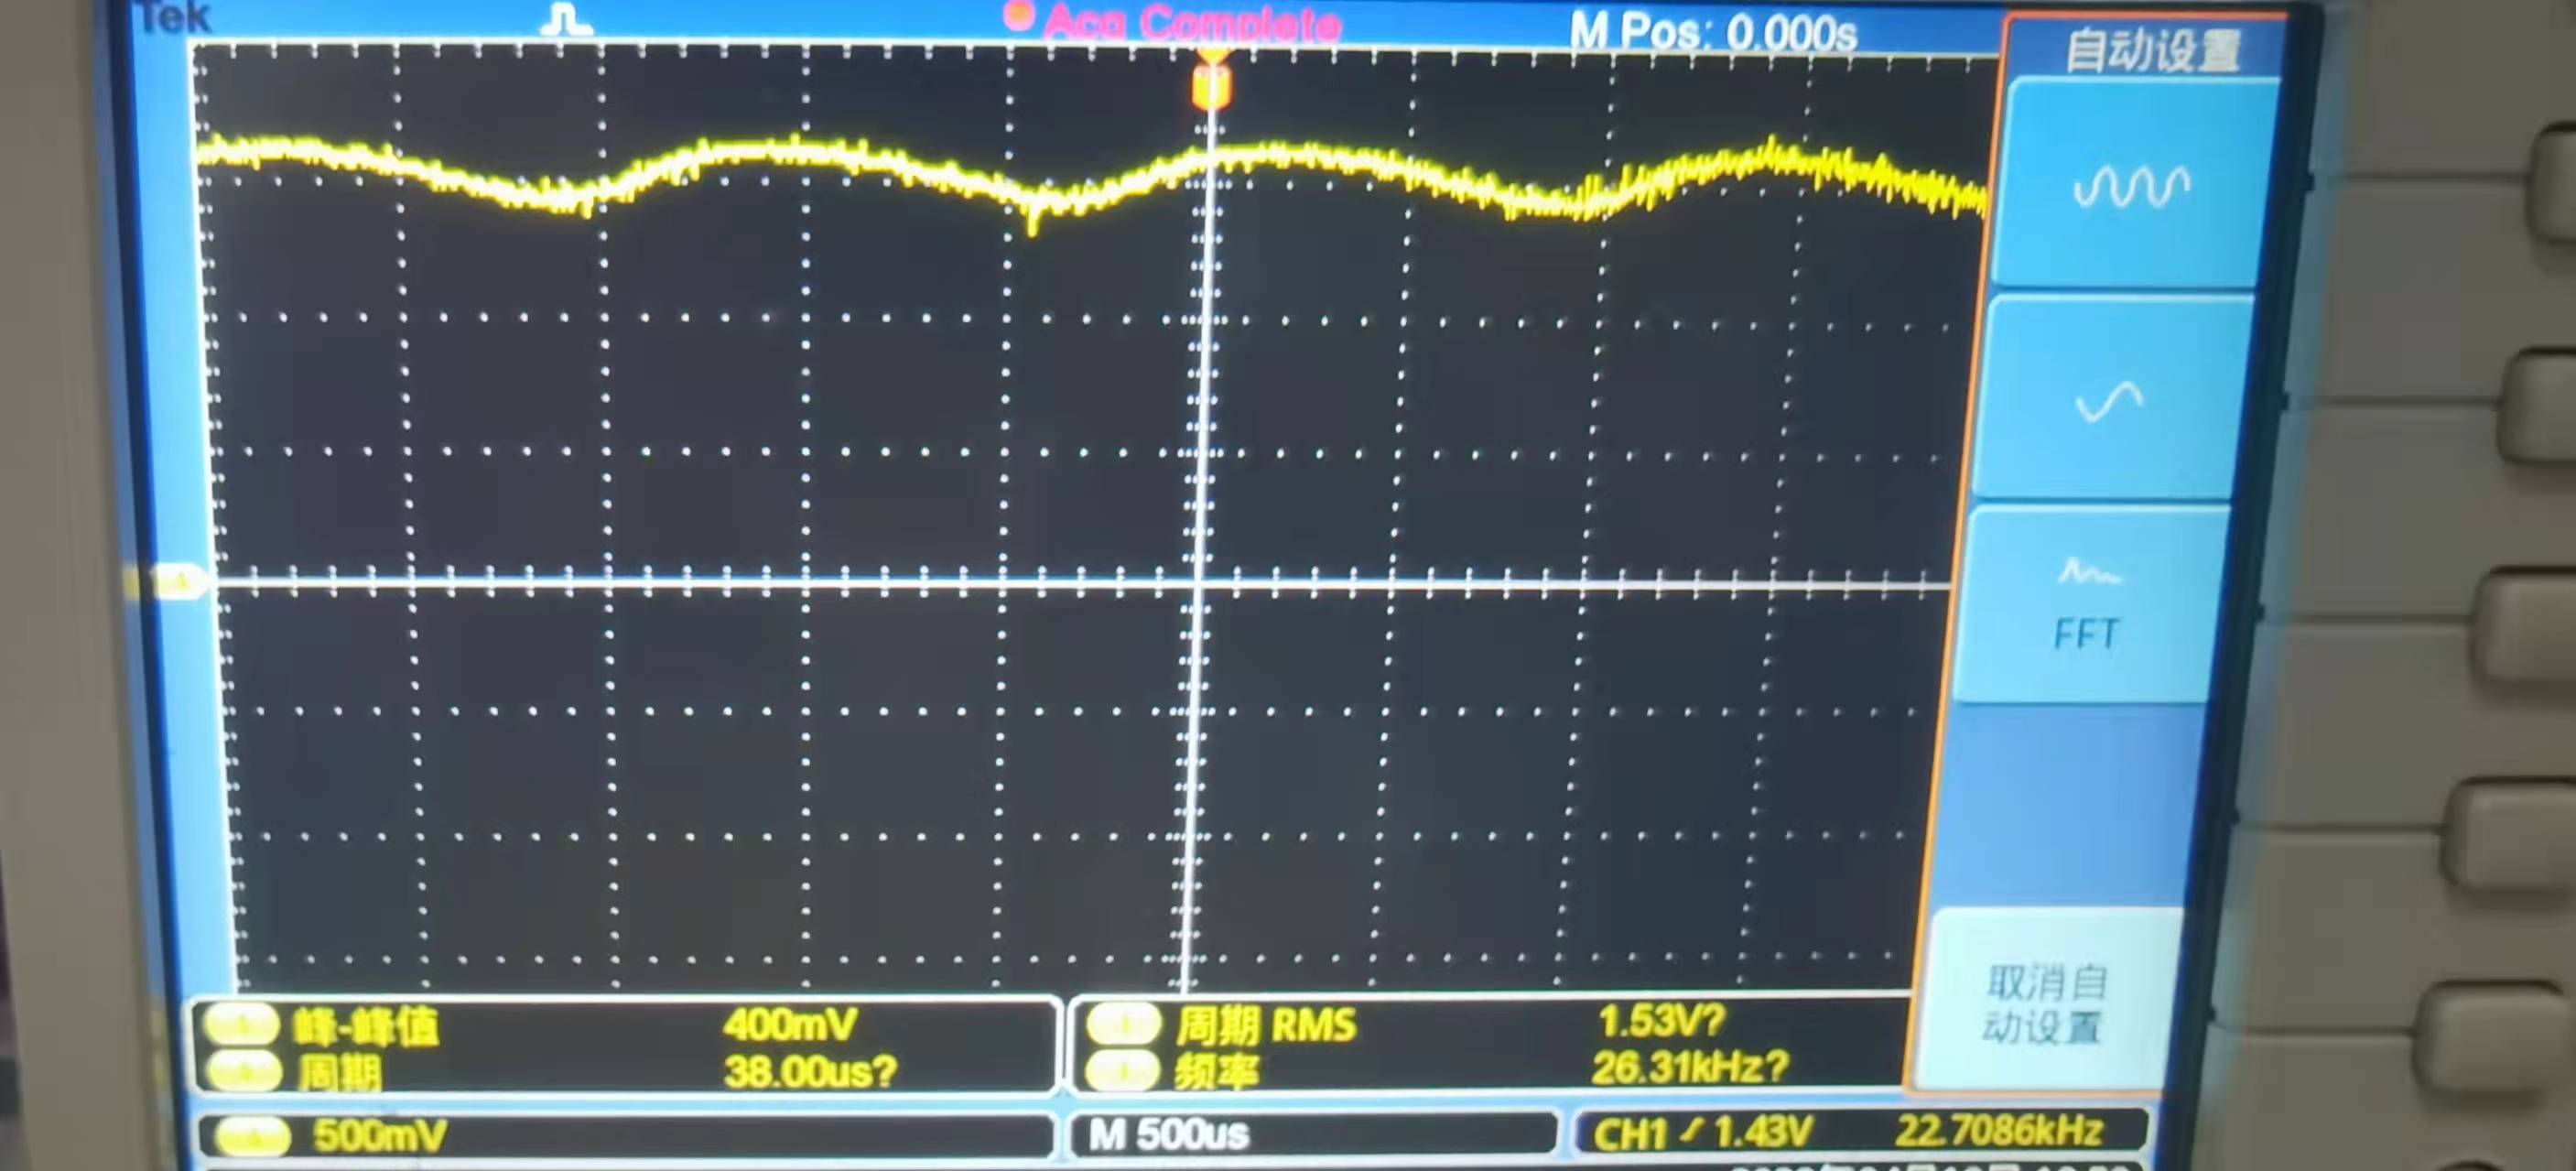 Tek
Acq Complete
M Pos: 0.000s
自动设置
FFT
取消自
动设置
峰-峰值 400mV
周期 38.00us?
周期 RMS 1.53V?
频率 26.31kHz?
500mV
M 500us
CH1 1.43V 22.7086kHz